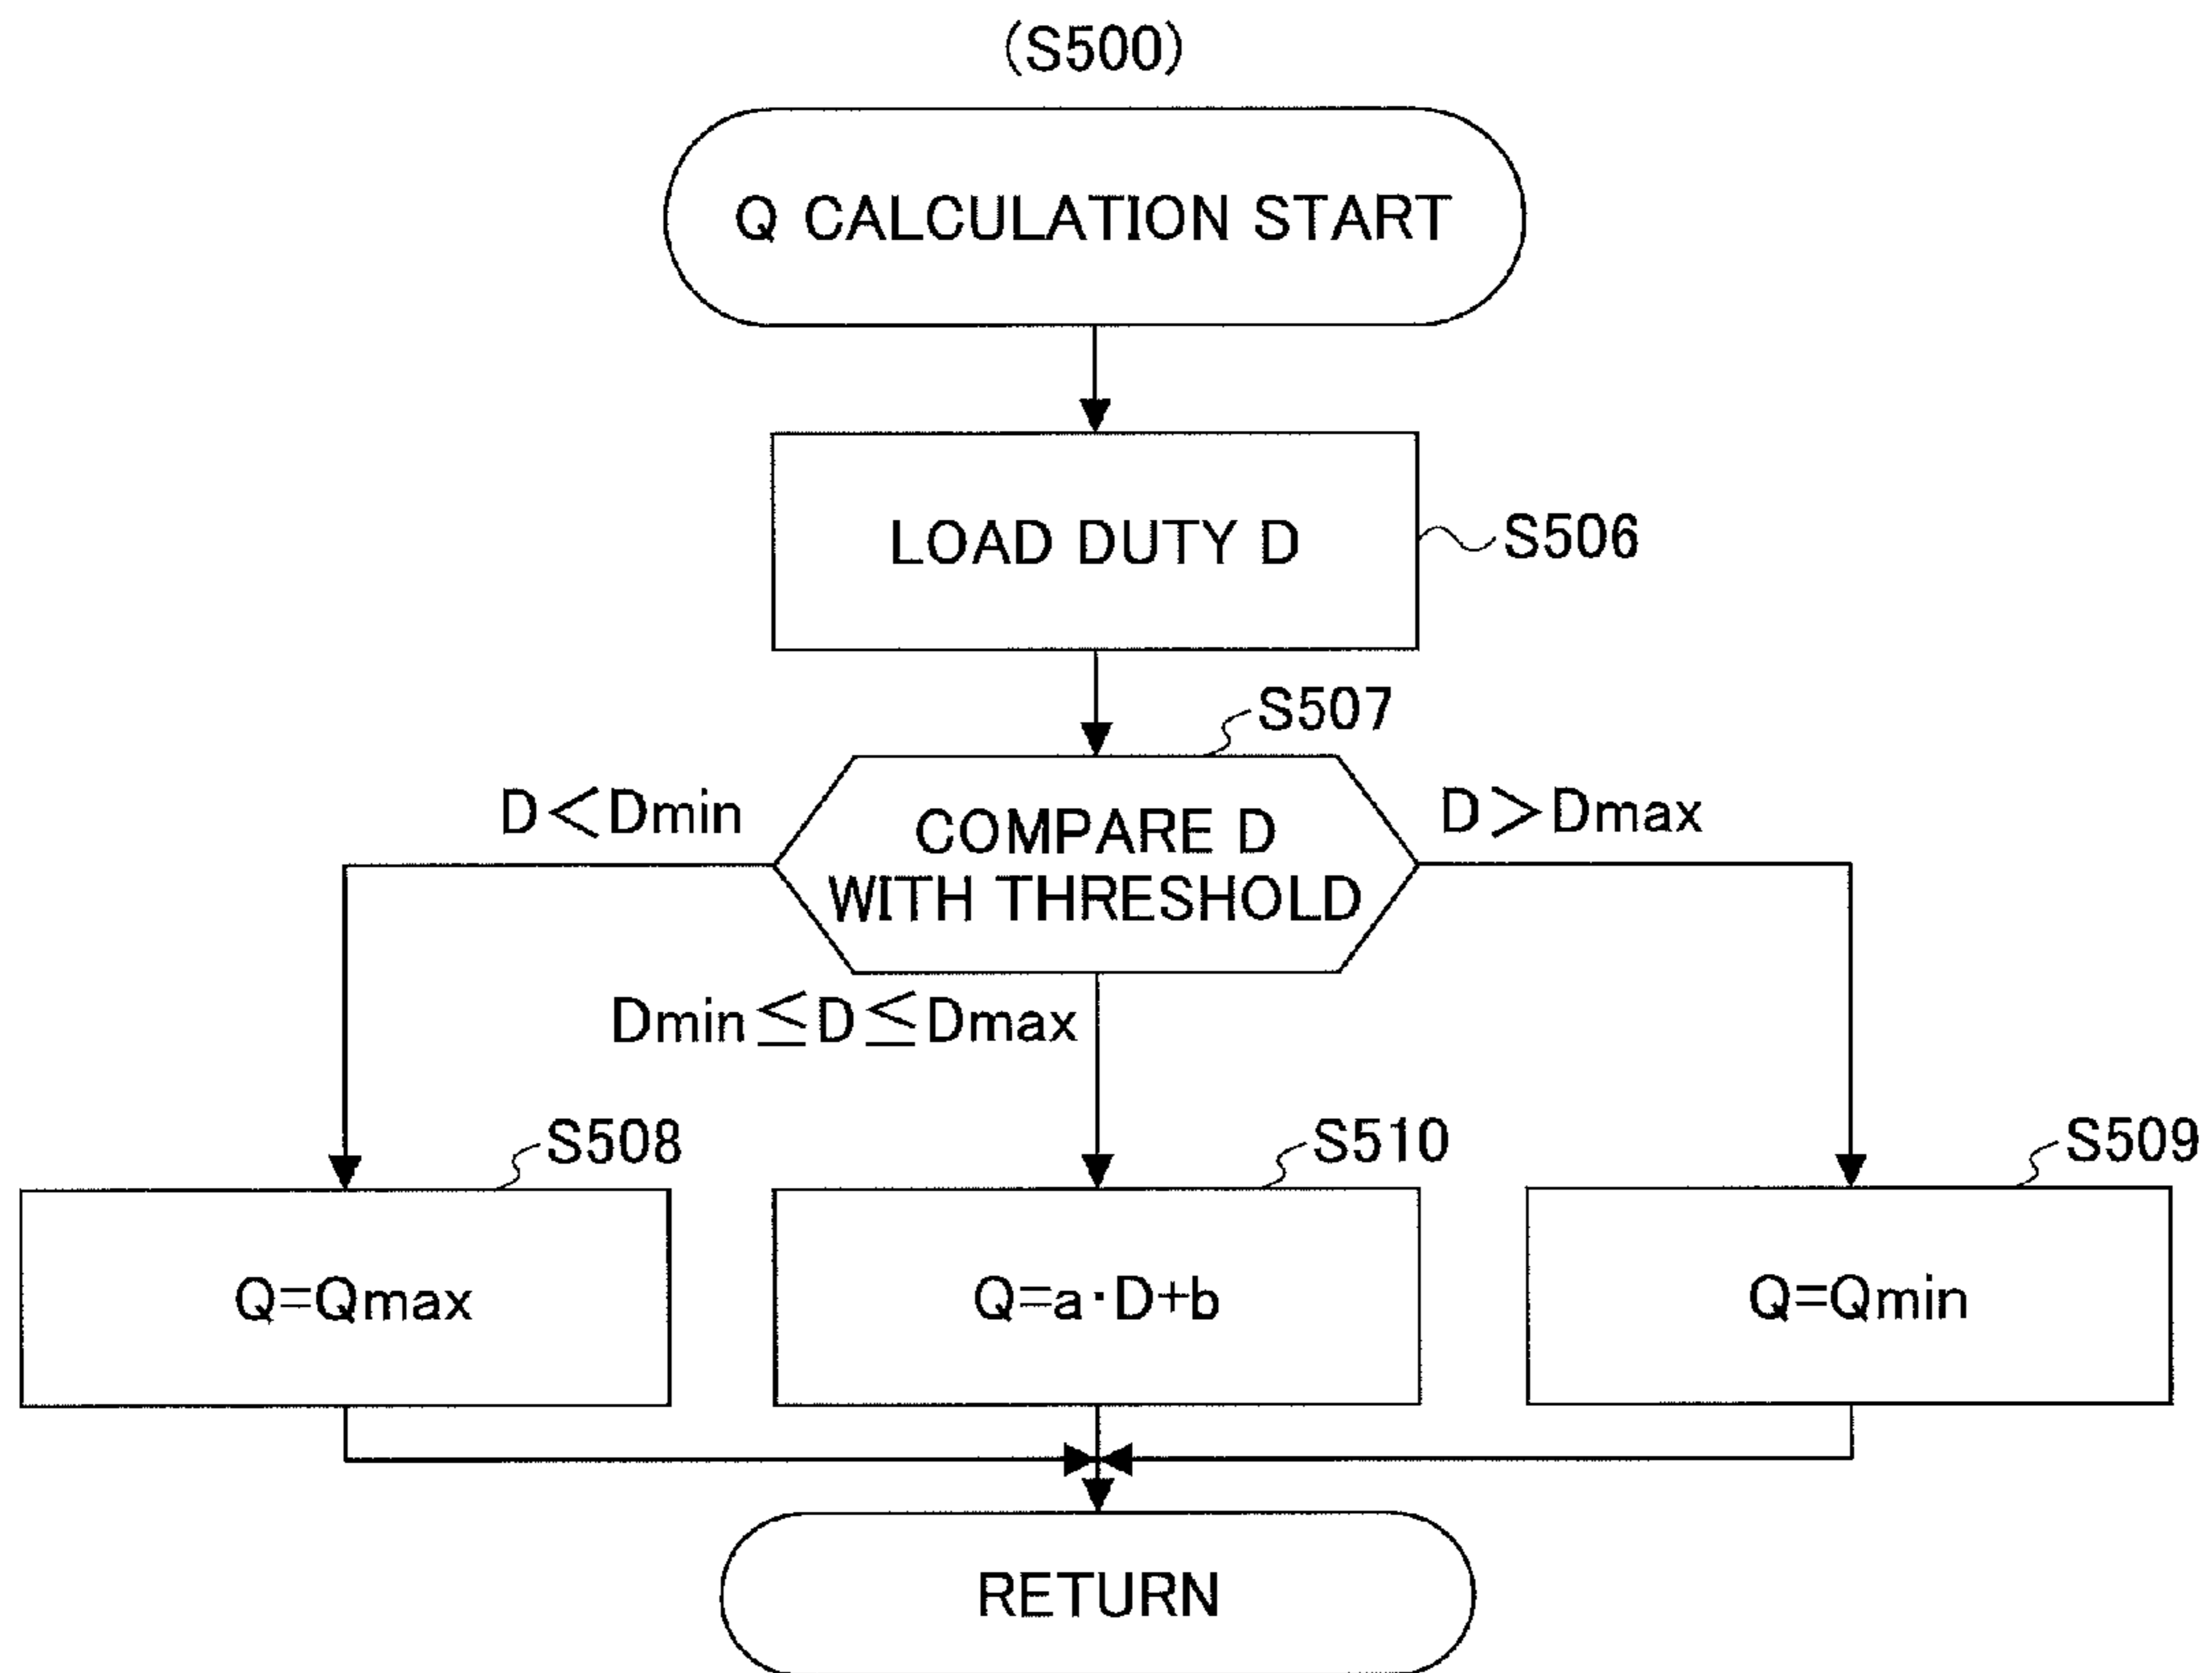 (S500)
Q CALCULATION START
LOAD DUTY D
S506
S507
D<Dmin
COMPARE D
WITH THRESHOLD
D>Dmax
Dmin≦D≦Dmax
S508
S510
S509
Q=Qmax
Q=a·D+b
Q=Qmin
RETURN